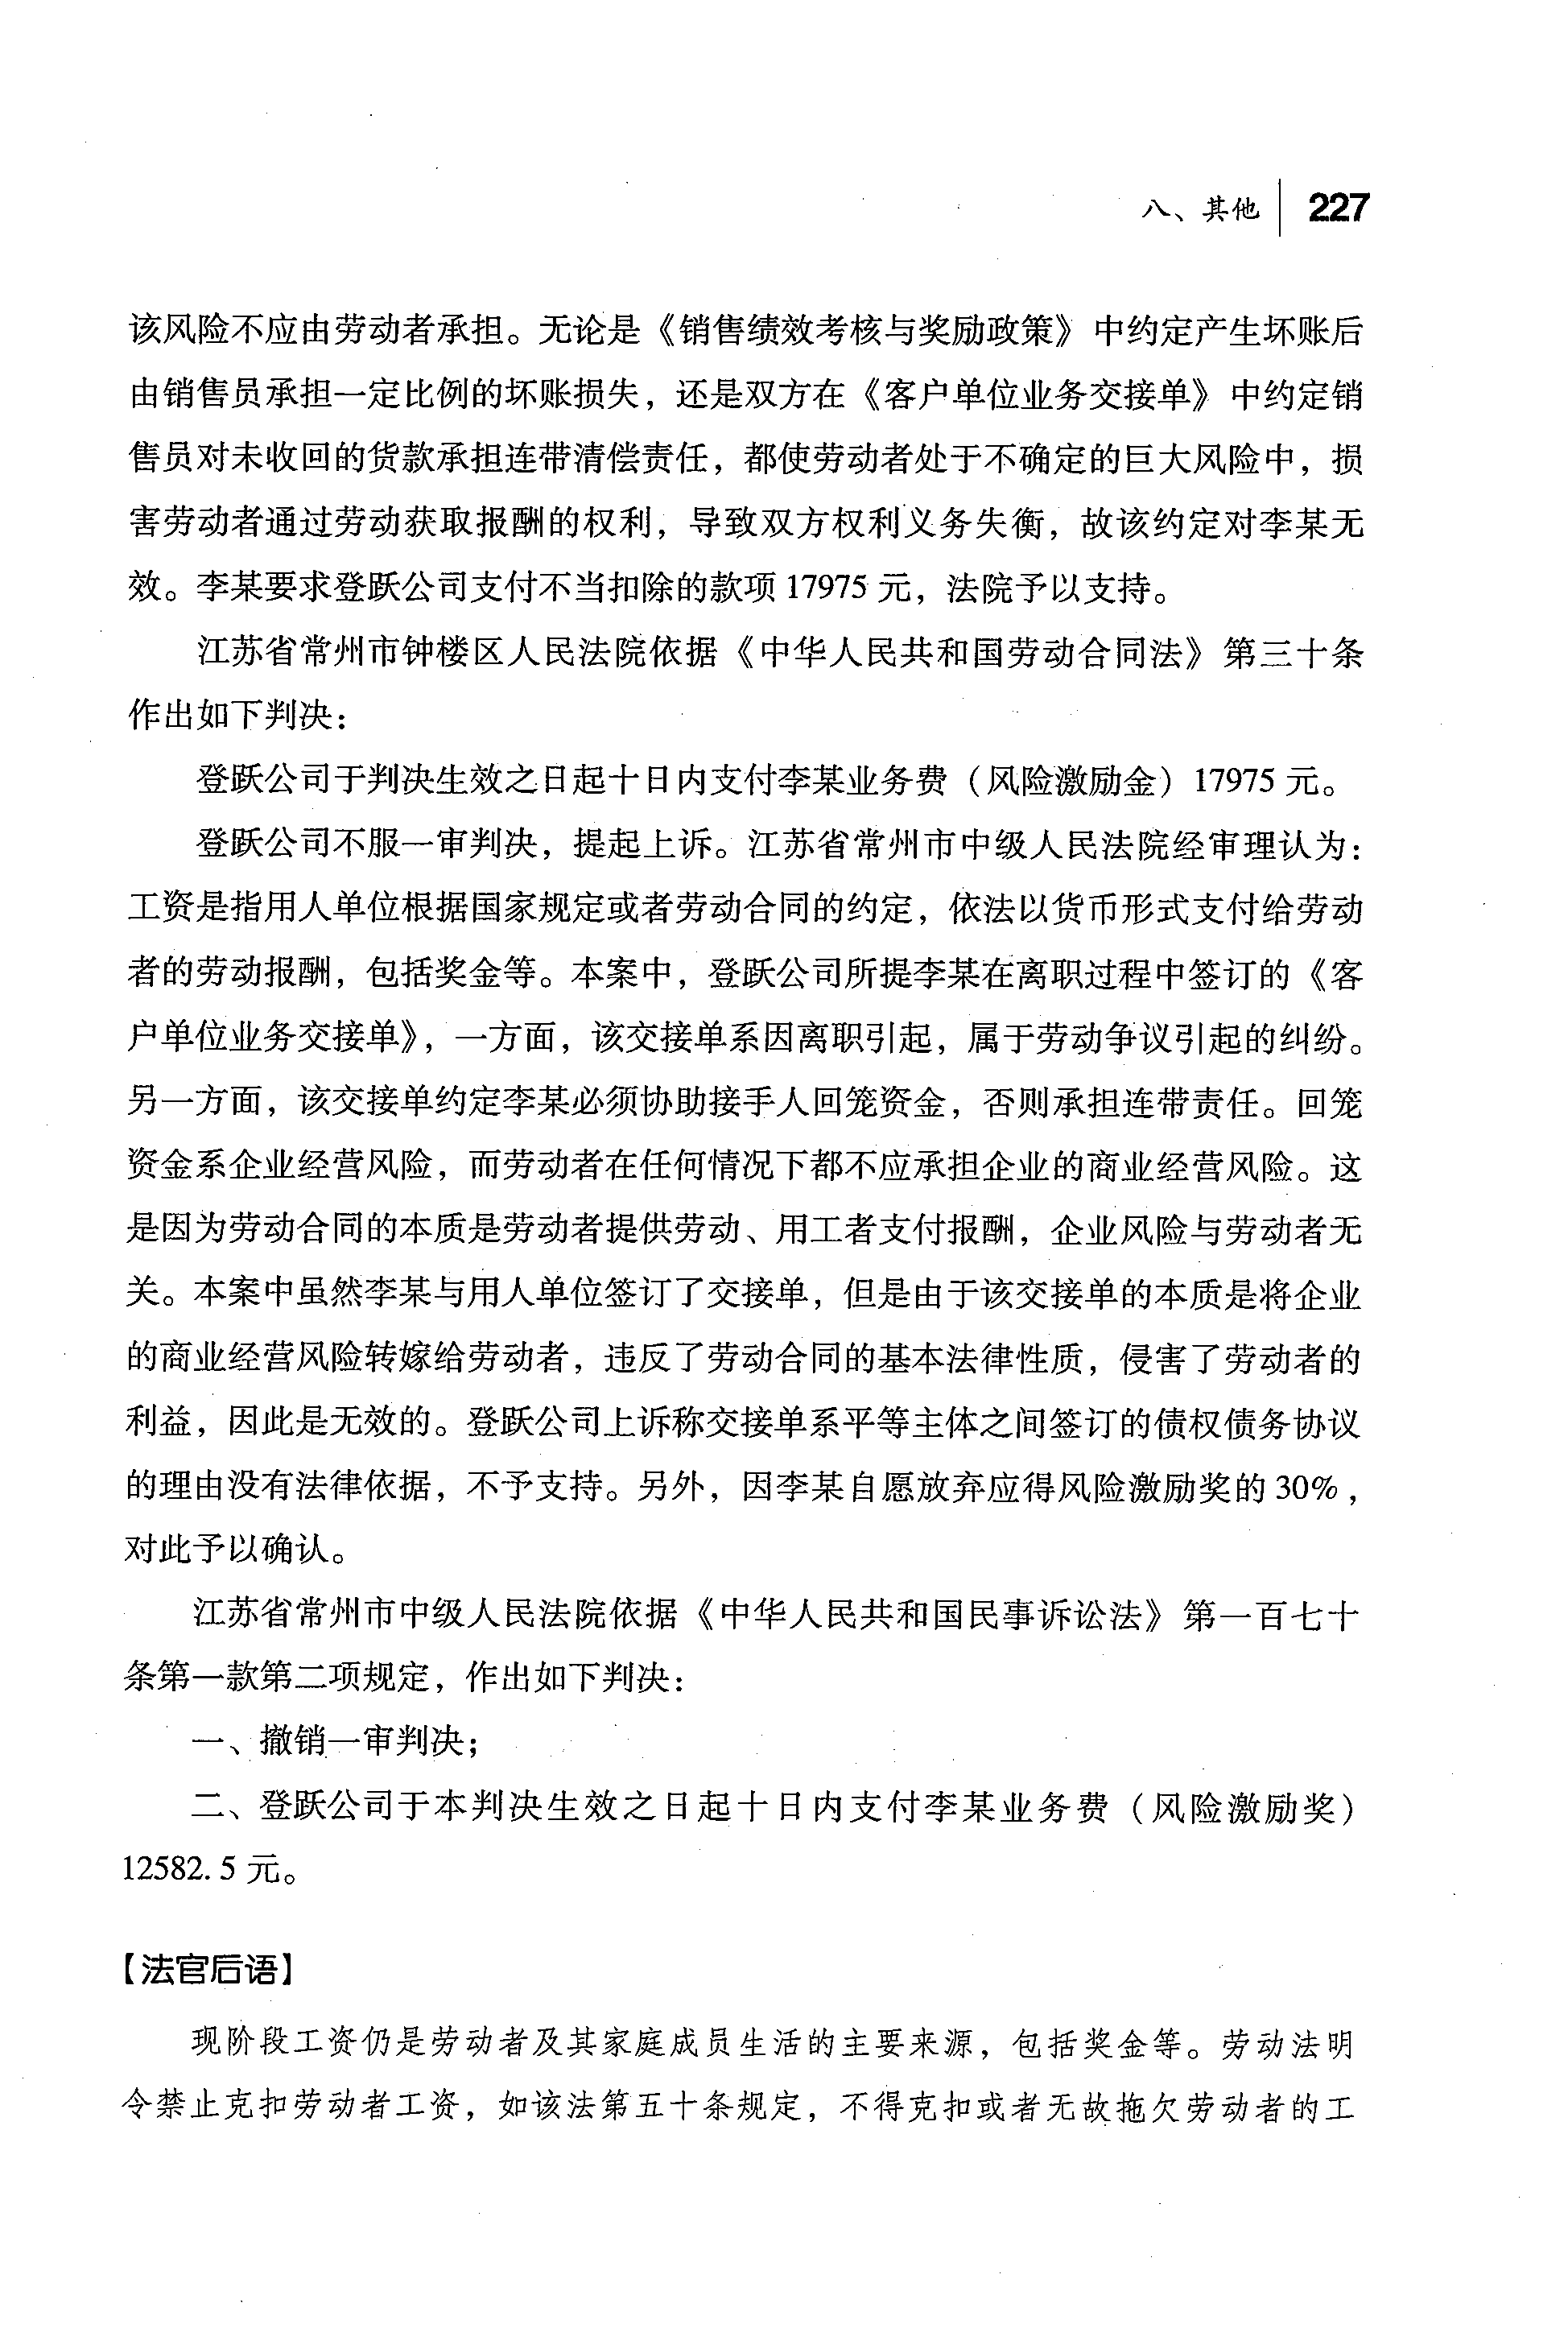 八、其他 227
该风险不应由劳动者承担。无论是《销售绩效考核与奖励政策》中约定产生坏账后
由销售员承担一定比例的坏账损失，还是双方在《客户单位业务交接单》中约定销
售员对未收回的货款承担连带清偿责任，都使劳动者处于不确定的巨大风险中，损
害劳动者通过劳动获取报酬的权利，导致双方权利义务失衡，故该约定对李某无
效。李某要求登跃公司支付不当扣除的款项 17975 元，法院予以支持。
江苏省常州市钟楼区人民法院依据《中华人民共和国劳动合同法》第三十条
作出如下判决：
登跃公司于判决生效之日起十日内支付李某业务费（风险激励金）17975 元。
登跃公司不服一审判决，提起上诉。江苏省常州市中级人民法院经审理认为：
工资是指用人单位根据国家规定或者劳动合同的约定，依法以货币形式支付给劳动
者的劳动报酬，包括奖金等。本案中，登跃公司所提李某在离职过程中签订的《客
户单位业务交接单》，一方面，该交接单系因离职引起，属于劳动争议引起的纠纷。
另一方面，该交接单约定李某必须协助接手人回笼资金，否则承担连带责任。回笼
资金系企业经营风险，而劳动者在任何情况下都不应承担企业的商业经营风险。这
是因为劳动合同的本质是劳动者提供劳动、用工者支付报酬，企业风险与劳动者无
关。本案中虽然李某与用人单位签订了交接单，但是由于该交接单的本质是将企业
的商业经营风险转嫁给劳动者，违反了劳动合同的基本法律性质，侵害了劳动者的
利益，因此是无效的。登跃公司上诉称交接单系平等主体之间签订的债权债务协议
的理由没有法律依据，不予支持。另外，因李某自愿放弃应得风险激励奖的 30%，
对此予以确认。
江苏省常州市中级人民法院依据《中华人民共和国民事诉讼法》第一百七十
条第一款第二项规定，作出如下判决：
一、撤销一审判决；
二、登跃公司于本判决生效之日起十日内支付李某业务费（风险激励奖）
12582.5 元。
【法官后语】
现阶段工资仍是劳动者及其家庭成员生活的主要来源，包括奖金等。劳动法明
令禁止克扣劳动者工资，如该法第五十条规定，不得克扣或者无故拖欠劳动者的工